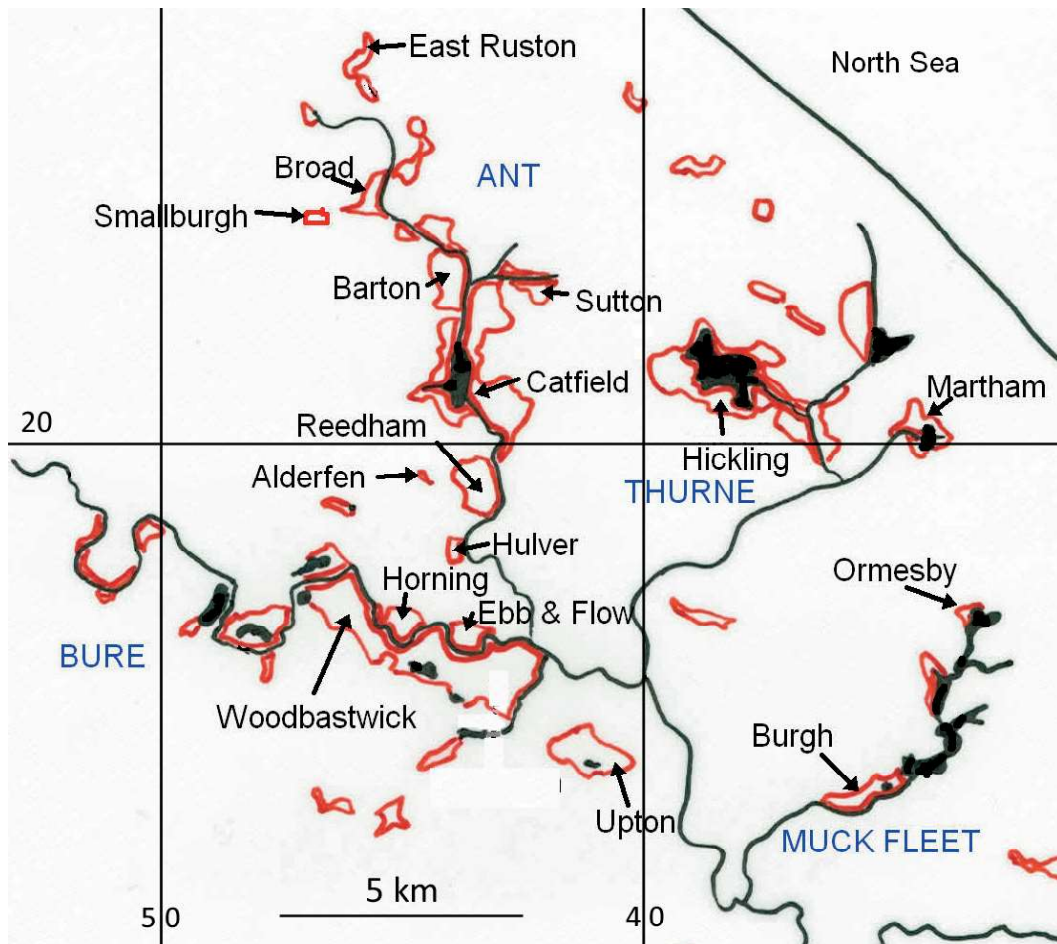 East Ruston
North Sea
Broad
ANT
Smallburgh
Barton
Sutton
Catfield
Martham
20
Reedham
Hickling
Alderfen
THURNE
Hulver
Horning
Ormesby
Ebb & Flow
BURE
Woodbastwick
Burgh
Upton
MUCK FLEET
5 km
50
40